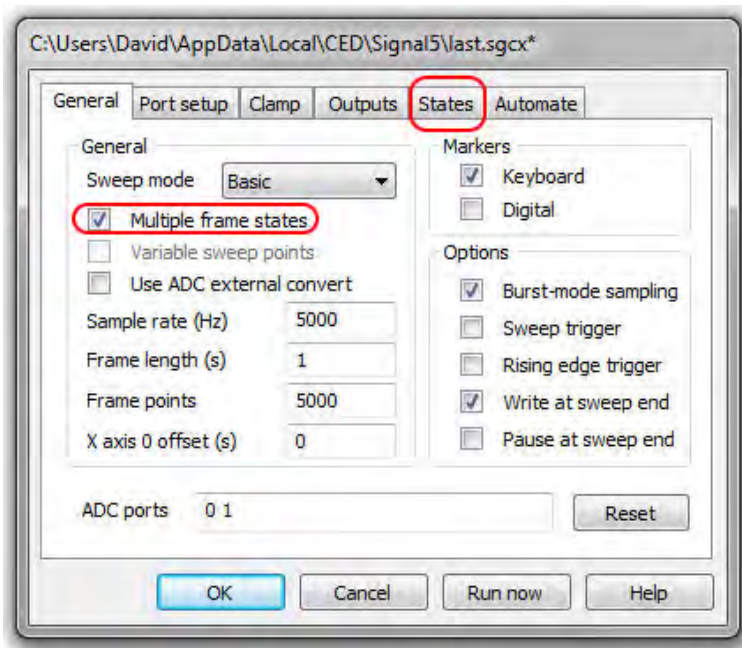 C:\Users\David\AppData\Local\CED\Signal5\last.sgcx*
General Port setup Clamp Outputs States Automate
General
Sweep mode Basic
Multiple frame states
Variable sweep points
Use ADC external convert
Sample rate (Hz) 5000
Frame length (s) 1
Frame points 5000
X axis 0 offset (s) 0
Markers
Keyboard
Digital
Options
Burst-mode sampling
Sweep trigger
Rising edge trigger
Write at sweep end
Pause at sweep end
ADC ports 0 1 Reset
OK Cancel Run now Help